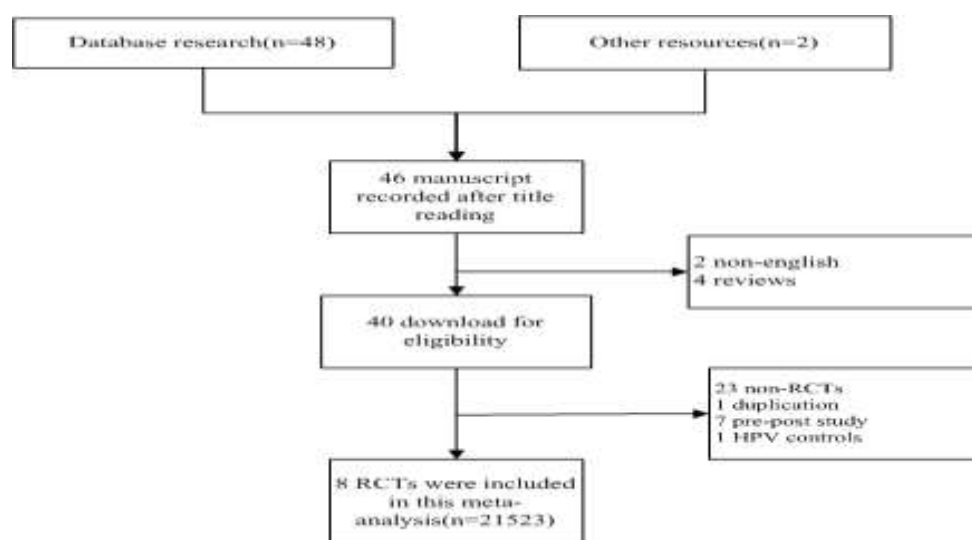 Database research(n=48)
Other resources(n=2)
46 manuscript
recorded after title
reading
2 non-english
4 reviews
40 download for
eligibility
23 non-RCTs
1 duplication
7 pre-post study
1 HPV controls
8 RCTs were included
in this meta-
analysis(n=21523)